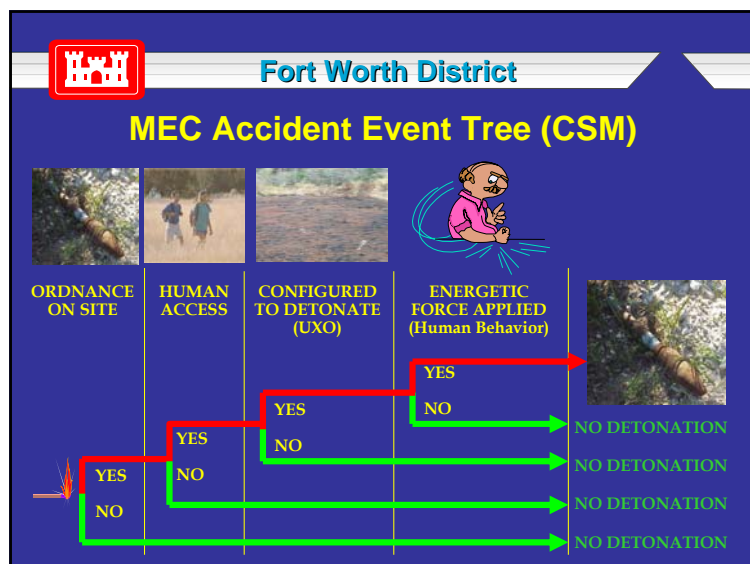 Fort Worth District
MEC Accident Event Tree (CSM)
ORDNANCE
ON SITE
HUMAN
ACCESS
CONFIGURED
TO DETONATE
(UXO)
ENERGETIC
FORCE APPLIED
(Human Behavior)
YES
NO
NO DETONATION
YES
NO
NO DETONATION
YES
NO
NO DETONATION
YES
NO
NO DETONATION